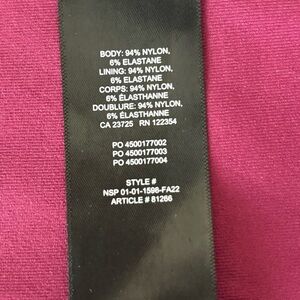 BODY: 94% NYLON,
6% ELASTANE
LINING: 94% NYLON,
6% ELASTANE
CORPS: 94% NYLON,
6% ÉLASTHANNE
DOUBLURE: 94% NYLON,
6% ÉLASTHANNE
CA 23725 RN 122354
PO 4500177002
PO 4500177003
PO 4500177004
STYLE #
NSP 01-01-1598-FA22
ARTICLE # 81266